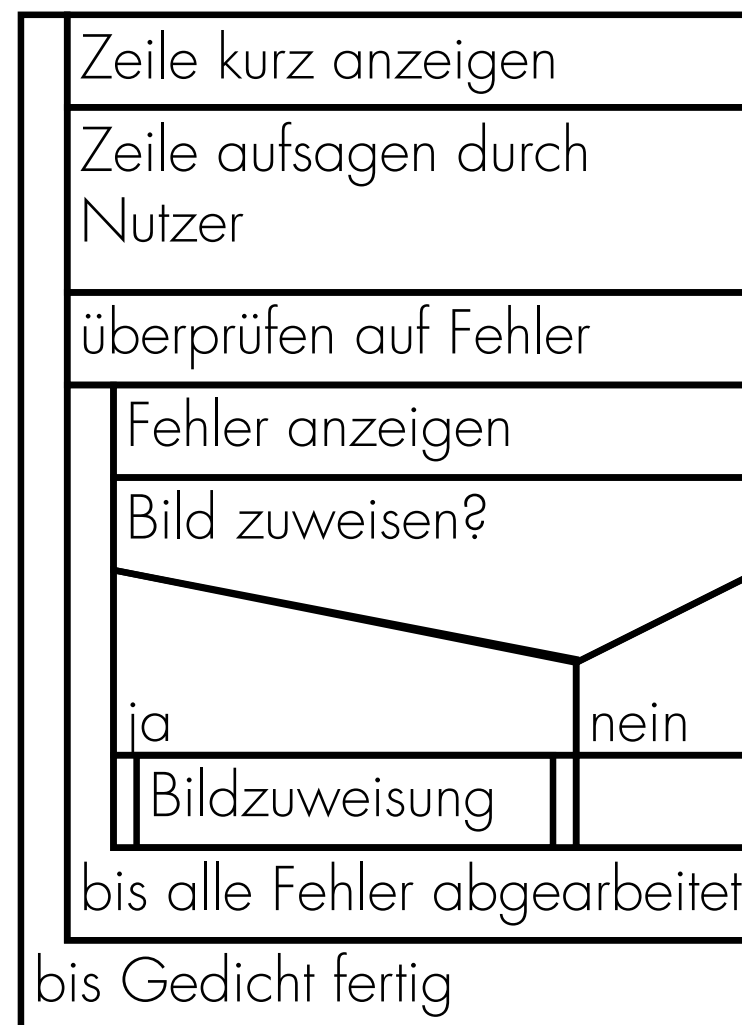 Zeile kurz anzeigen
Zeile aufsagen durch
Nutzer
überprüfen auf Fehler
Fehler anzeigen
Bild zuweisen?
ja
nein
Bildzuweisung
bis alle Fehler abgearbeitet
bis Gedicht fertig